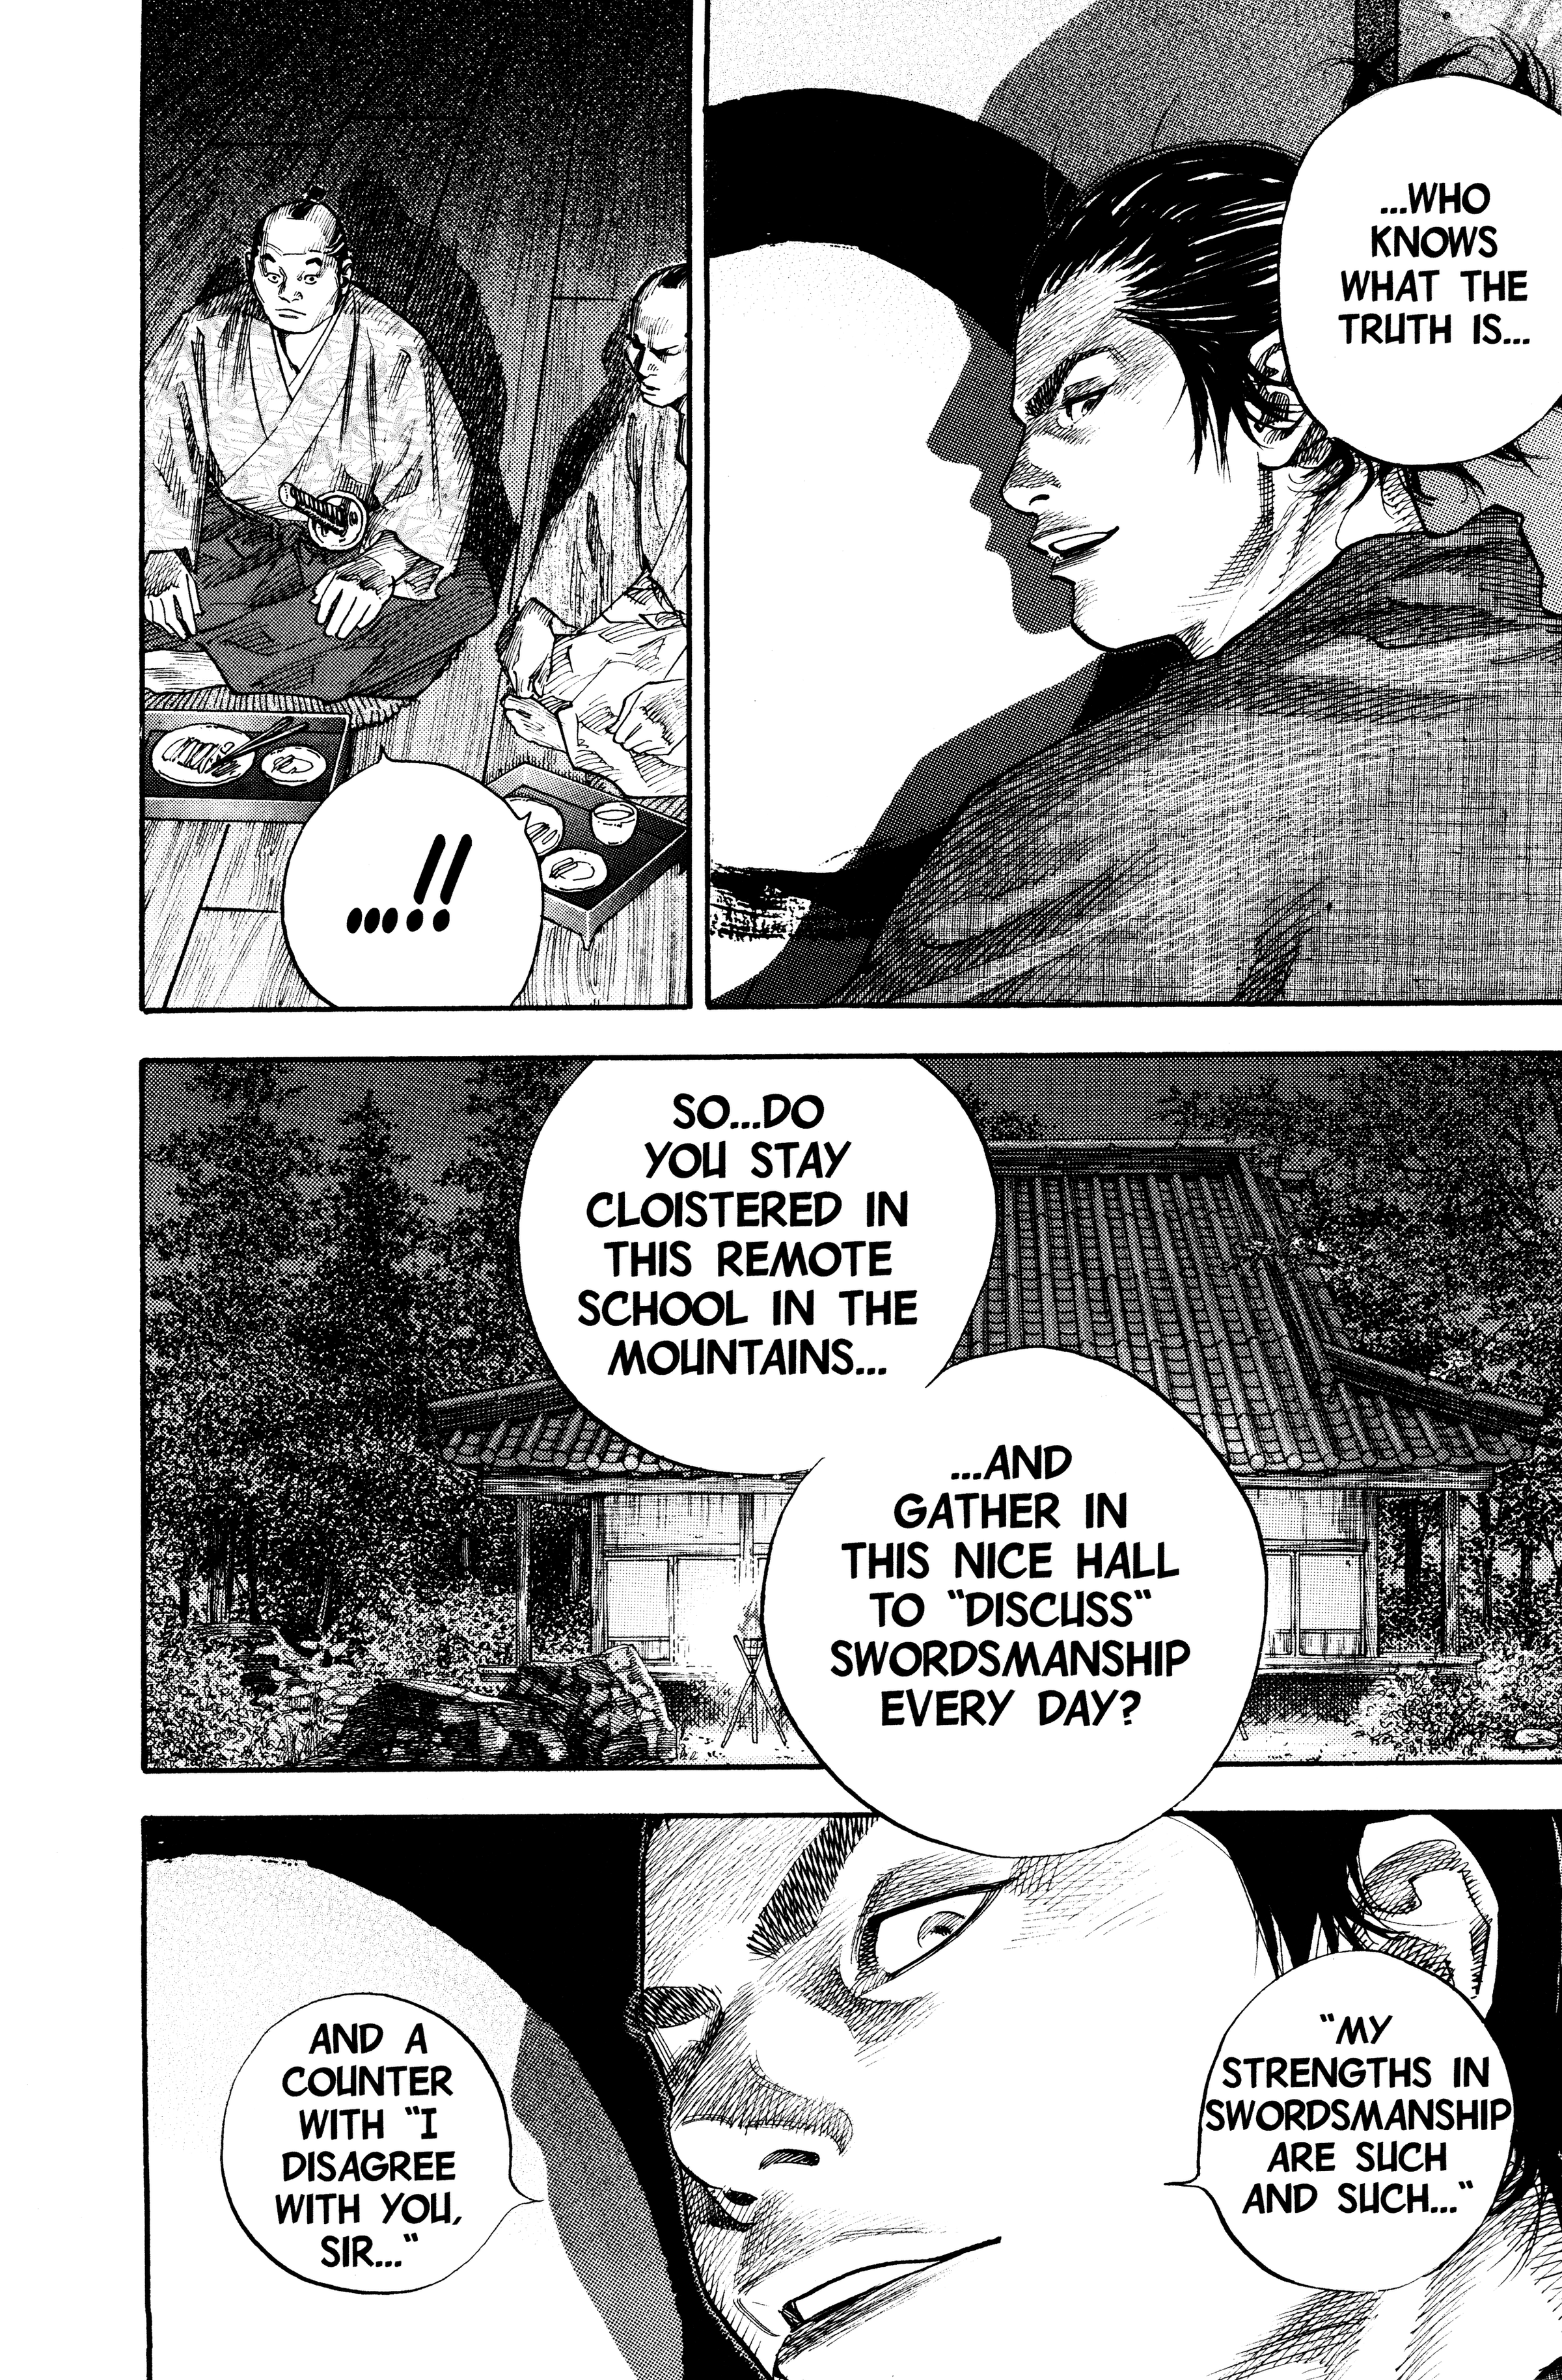 ...WHO
KNOWS
WHAT THE
TRUTH IS...
...!!
SO...DO
YOU STAY
CLOISTERED IN
THIS REMOTE
SCHOOL IN THE
MOUNTAINS...
...AND
GATHER IN
THIS NICE HALL
TO "DISCUSS"
SWORDSMANSHIP
EVERY DAY?
"MY
STRENGTHS IN
SWORDSMANSHIP
ARE SUCH
AND SUCH..."
AND A
COUNTER
WITH "I
DISAGREE
WITH YOU,
SIR..."